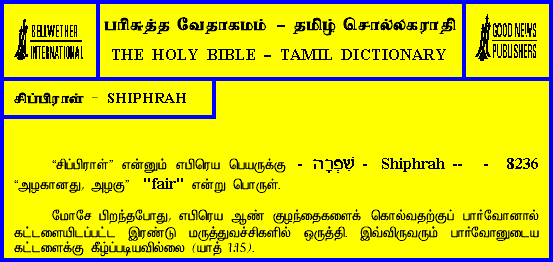 BELLWETHER
INTERNATIONAL
பரிசுத்த வேதாகமம் – தமிழ் சொல்லகராதி
THE HOLY BIBLE – TAMIL DICTIONARY
GOOD NEWS
PUBLISHERS
சிப்பிராள் - SHIPHRAH
“சிப்பிராள்” என்னும் எபிரெய பெயருக்கு - שִׁפְרָה - Shiphrah -- - 8236
“அழகானது, அழகு” "fair" என்று பொருள்.
மோசே பிறந்தபோது, எபிரெய ஆண் குழந்தைகளைக் கொல்வதற்குப் பார்வோனால்
கட்டளையிடப்பட்ட இரண்டு மருத்துவச்சிகளில் ஒருத்தி. இவ்விருவரும் பார்வோனுடைய
கட்டளைக்கு கீழ்ப்படியவில்லை (யாத் 1:15).